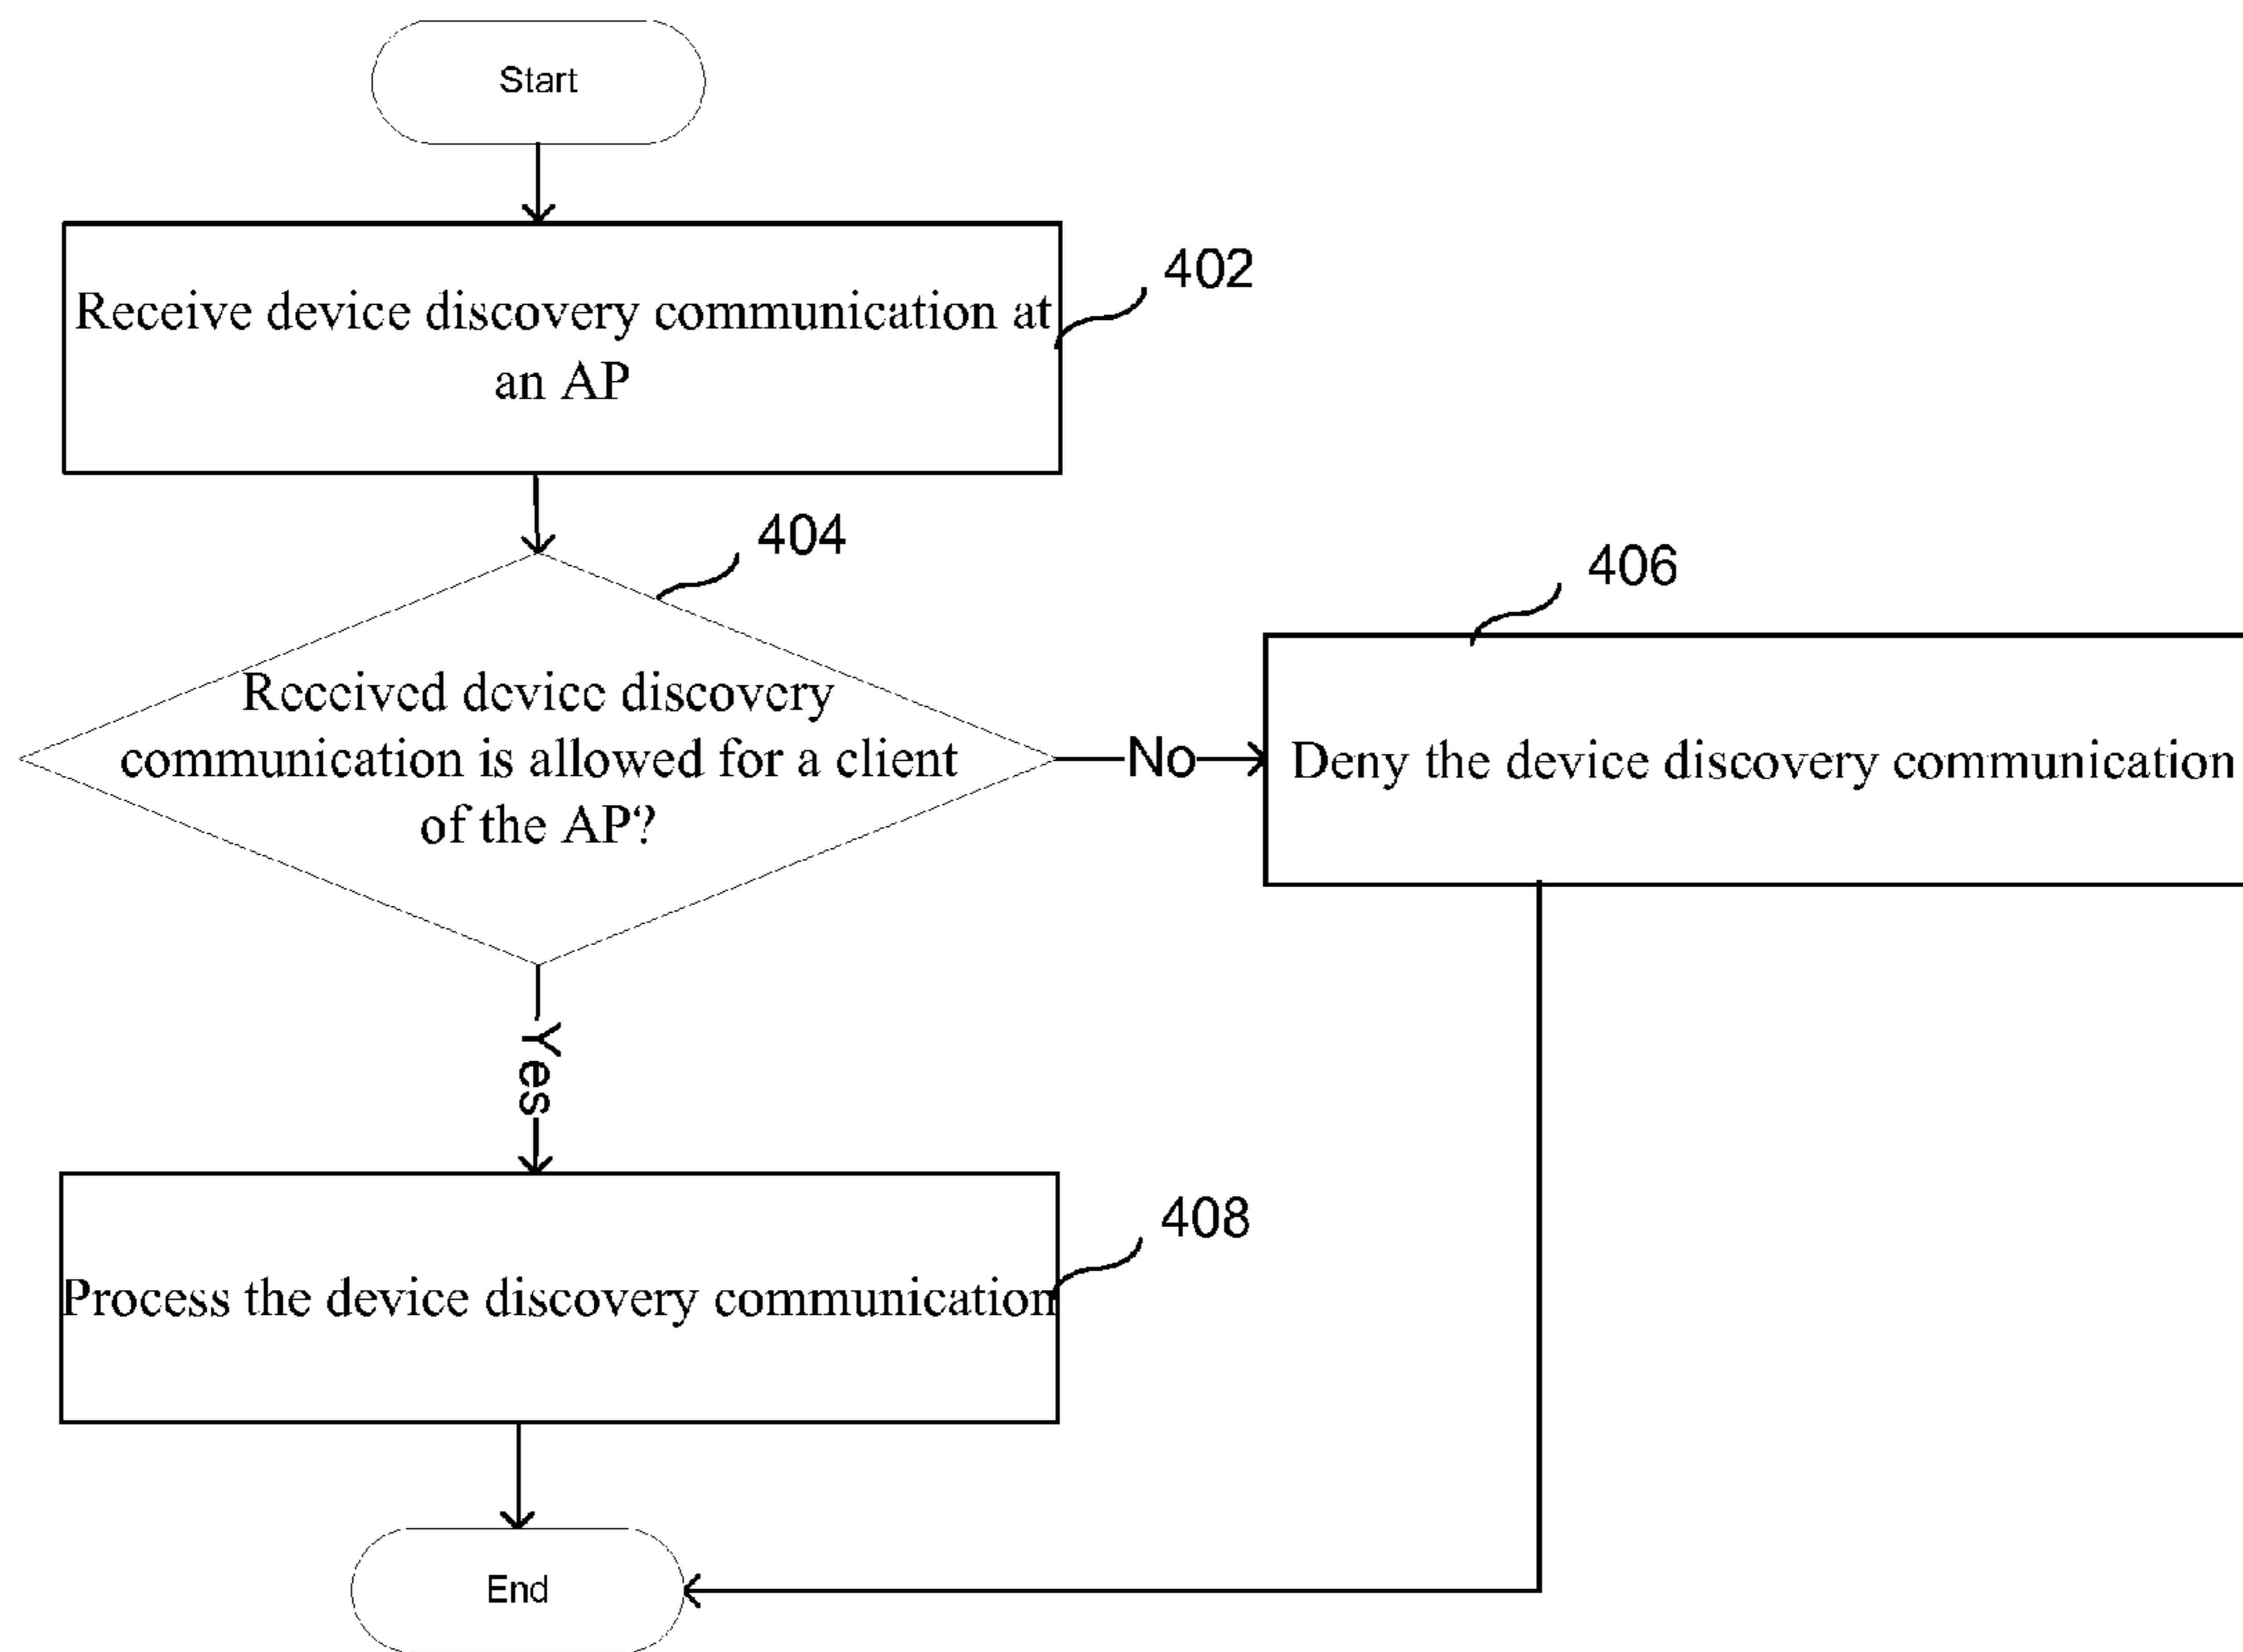 Start
402
Receive device discovery communication at
an AP
404
Received device discovery
communication is allowed for a client
of the AP?
No
406
Deny the device discovery communication
Yes
408
Process the device discovery communication
End